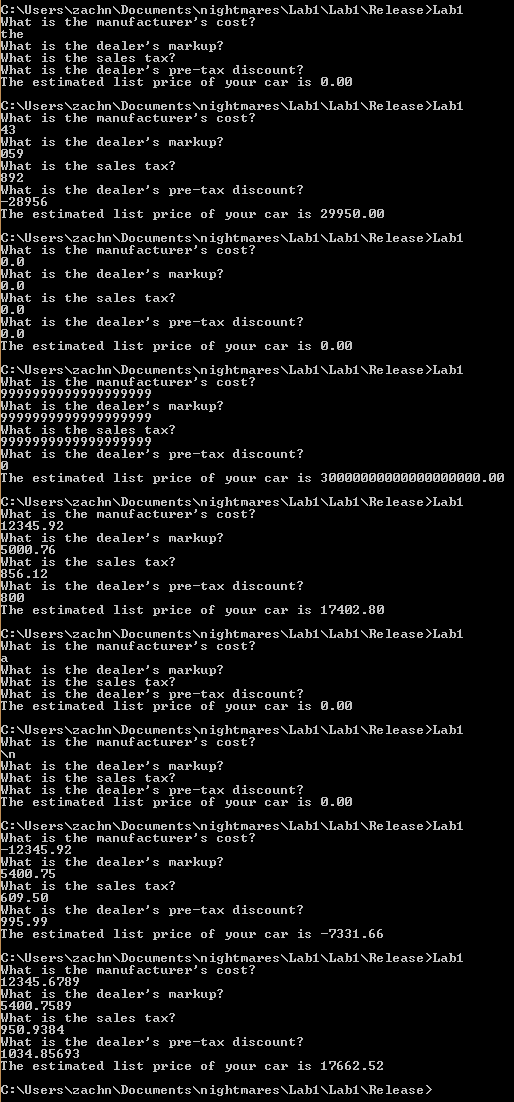 C:\Users\zachn\Documents\nightmares\Lab1\Lab1\Release>Lab1
What is the manufacturer's cost?
the
What is the dealer's markup?
What is the sales tax?
What is the dealer's pre-tax discount?
The estimated list price of your car is 0.00
C:\Users\zachn\Documents\nightmares\Lab1\Lab1\Release>Lab1
What is the manufacturer's cost?
43
What is the dealer's markup?
059
What is the sales tax?
892
What is the dealer's pre-tax discount?
-28956
The estimated list price of your car is 29950.00
C:\Users\zachn\Documents\nightmares\Lab1\Lab1\Release>Lab1
What is the manufacturer's cost?
0.0
What is the dealer's markup?
0.0
What is the sales tax?
0.0
What is the dealer's pre-tax discount?
0.0
The estimated list price of your car is 0.00
C:\Users\zachn\Documents\nightmares\Lab1\Lab1\Release>Lab1
What is the manufacturer's cost?
9999999999999999999
What is the dealer's markup?
9999999999999999999
What is the sales tax?
9999999999999999999
What is the dealer's pre-tax discount?
0
The estimated list price of your car is 30000000000000000000.00
C:\Users\zachn\Documents\nightmares\Lab1\Lab1\Release>Lab1
What is the manufacturer's cost?
12345.92
What is the dealer's markup?
5000.76
What is the sales tax?
856.12
What is the dealer's pre-tax discount?
800
The estimated list price of your car is 17402.80
C:\Users\zachn\Documents\nightmares\Lab1\Lab1\Release>Lab1
What is the manufacturer's cost?
a
What is the dealer's markup?
What is the sales tax?
What is the dealer's pre-tax discount?
The estimated list price of your car is 0.00
C:\Users\zachn\Documents\nightmares\Lab1\Lab1\Release>Lab1
What is the manufacturer's cost?
\n
What is the dealer's markup?
What is the sales tax?
What is the dealer's pre-tax discount?
The estimated list price of your car is 0.00
C:\Users\zachn\Documents\nightmares\Lab1\Lab1\Release>Lab1
What is the manufacturer's cost?
-12345.92
What is the dealer's markup?
5400.75
What is the sales tax?
609.50
What is the dealer's pre-tax discount?
995.99
The estimated list price of your car is -7331.66
C:\Users\zachn\Documents\nightmares\Lab1\Lab1\Release>Lab1
What is the manufacturer's cost?
12345.6789
What is the dealer's markup?
5400.7589
What is the sales tax?
950.9384
What is the dealer's pre-tax discount?
1034.85693
The estimated list price of your car is 17662.52
C:\Users\zachn\Documents\nightmares\Lab1\Lab1\Release>